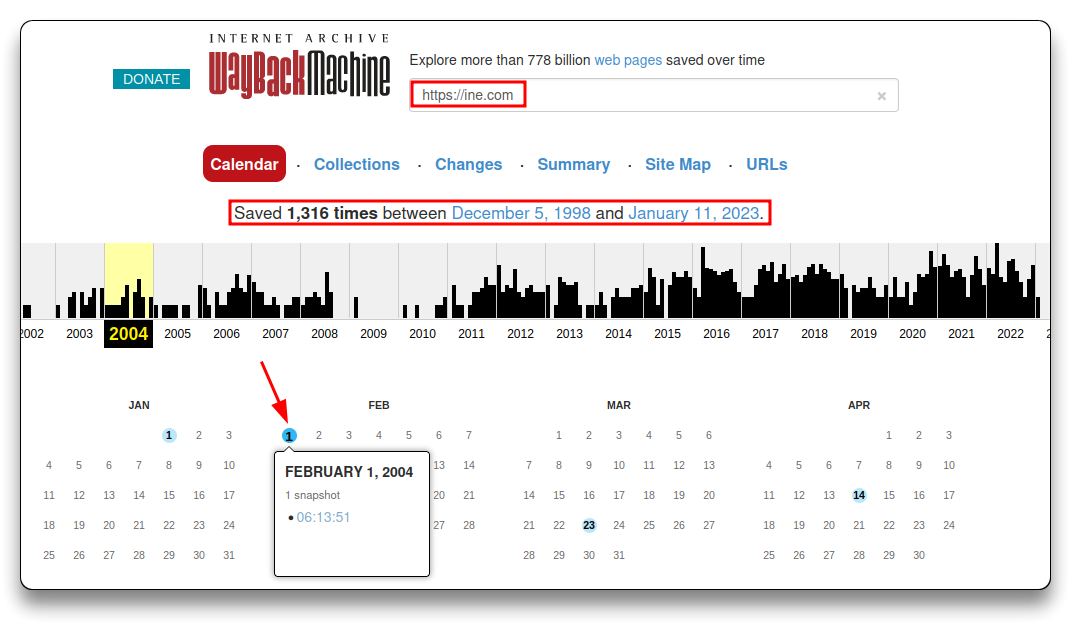 INTERNET ARCHIVE
WayBackMachine
DONATE
Explore more than 778 billion web pages saved over time
https://ine.com ×
Calendar · Collections · Changes · Summary · Site Map · URLs
Saved 1,316 times between December 5, 1998 and January 11, 2023.
2002 2003 2004 2005 2006 2007 2008 2009 2010 2011 2012 2013 2014 2015 2016 2017 2018 2019 2020 2021 2022 2
JAN
1 2 3
4 5 6 7 8 9 10
11 12 13 14 15 16 17
18 19 20 21 22 23 24
25 26 27 28 29 30 31
FEB
1 2 3 4 5 6 7
13 14
20 21
27 28
FEBRUARY 1, 2004
1 snapshot
• 06:13:51
MAR
1 2 3 4 5 6
7 8 9 10 11 12 13
14 15 16 17 18 19 20
21 22 23 24 25 26 27
28 29 30 31
APR
1 2 3
4 5 6 7 8 9 10
11 12 13 14 15 16 17
18 19 20 21 22 23 24
25 26 27 28 29 30